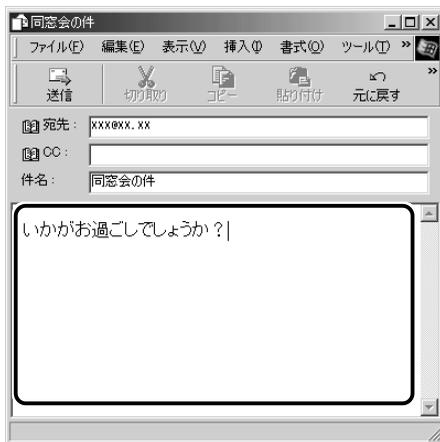 同窓会の件
ファイル(F) 編集(E) 表示(V) 挿入(I) 書式(O) ツール(T) »
送信 切り取り コピー 貼り付け 元に戻す »
宛先： xxx@xx.xx
CC：
件名： 同窓会の件
いかがお過ごしでしょうか？